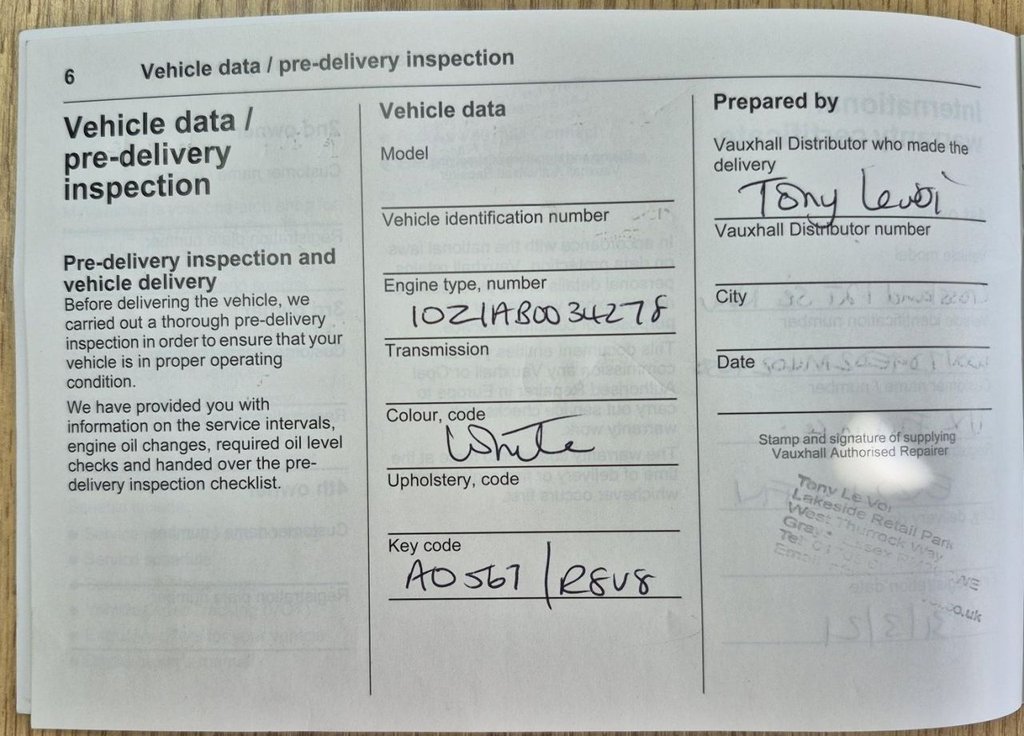 6
Vehicle data / pre-delivery inspection
Vehicle data /
pre-delivery
inspection
Pre-delivery inspection and
vehicle delivery
Before delivering the vehicle, we
carried out a thorough pre-delivery
inspection in order to ensure that your
vehicle is in proper operating
condition.
We have provided you with
information on the service intervals,
engine oil changes, required oil level
checks and handed over the pre-
delivery inspection checklist.
Vehicle data
Model
Vehicle identification number
Engine type, number
10Z1AB0034278
Transmission
Colour, code
White
Upholstery, code
Key code
A0567 / R8V8
Prepared by
Vauxhall Distributor who made the
delivery
Tony Levoi
Vauxhall Distributor number
City
Date
Stamp and signature of supplying
Vauxhall Authorised Repairer
Tony Le Voi
Lakeside Retail Park
West Thurrock Way
co.uk